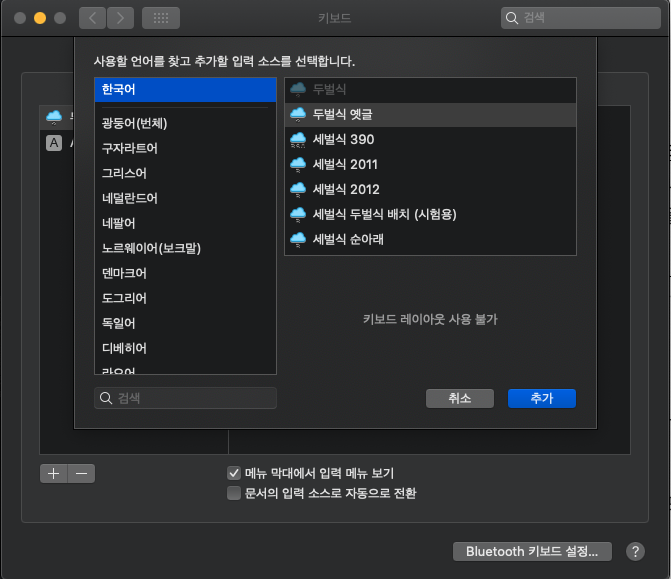 키보드
검색
사용할 언어를 찾고 추가할 입력 소스를 선택합니다.
한국어
광둥어(번체)
구자라트어
그리스어
네덜란드어
네팔어
노르웨이어(보크말)
덴마크어
도그리어
독일어
디베히어
라오어
두벌식
두벌식 옛글
세벌식 390
세벌식 2011
세벌식 2012
세벌식 두벌식 배치 (시험용)
세벌식 순아래
키보드 레이아웃 사용 불가
A
검색
취소
추가
메뉴 막대에서 입력 메뉴 보기
문서의 입력 소스로 자동으로 전환
Bluetooth 키보드 설정...
?